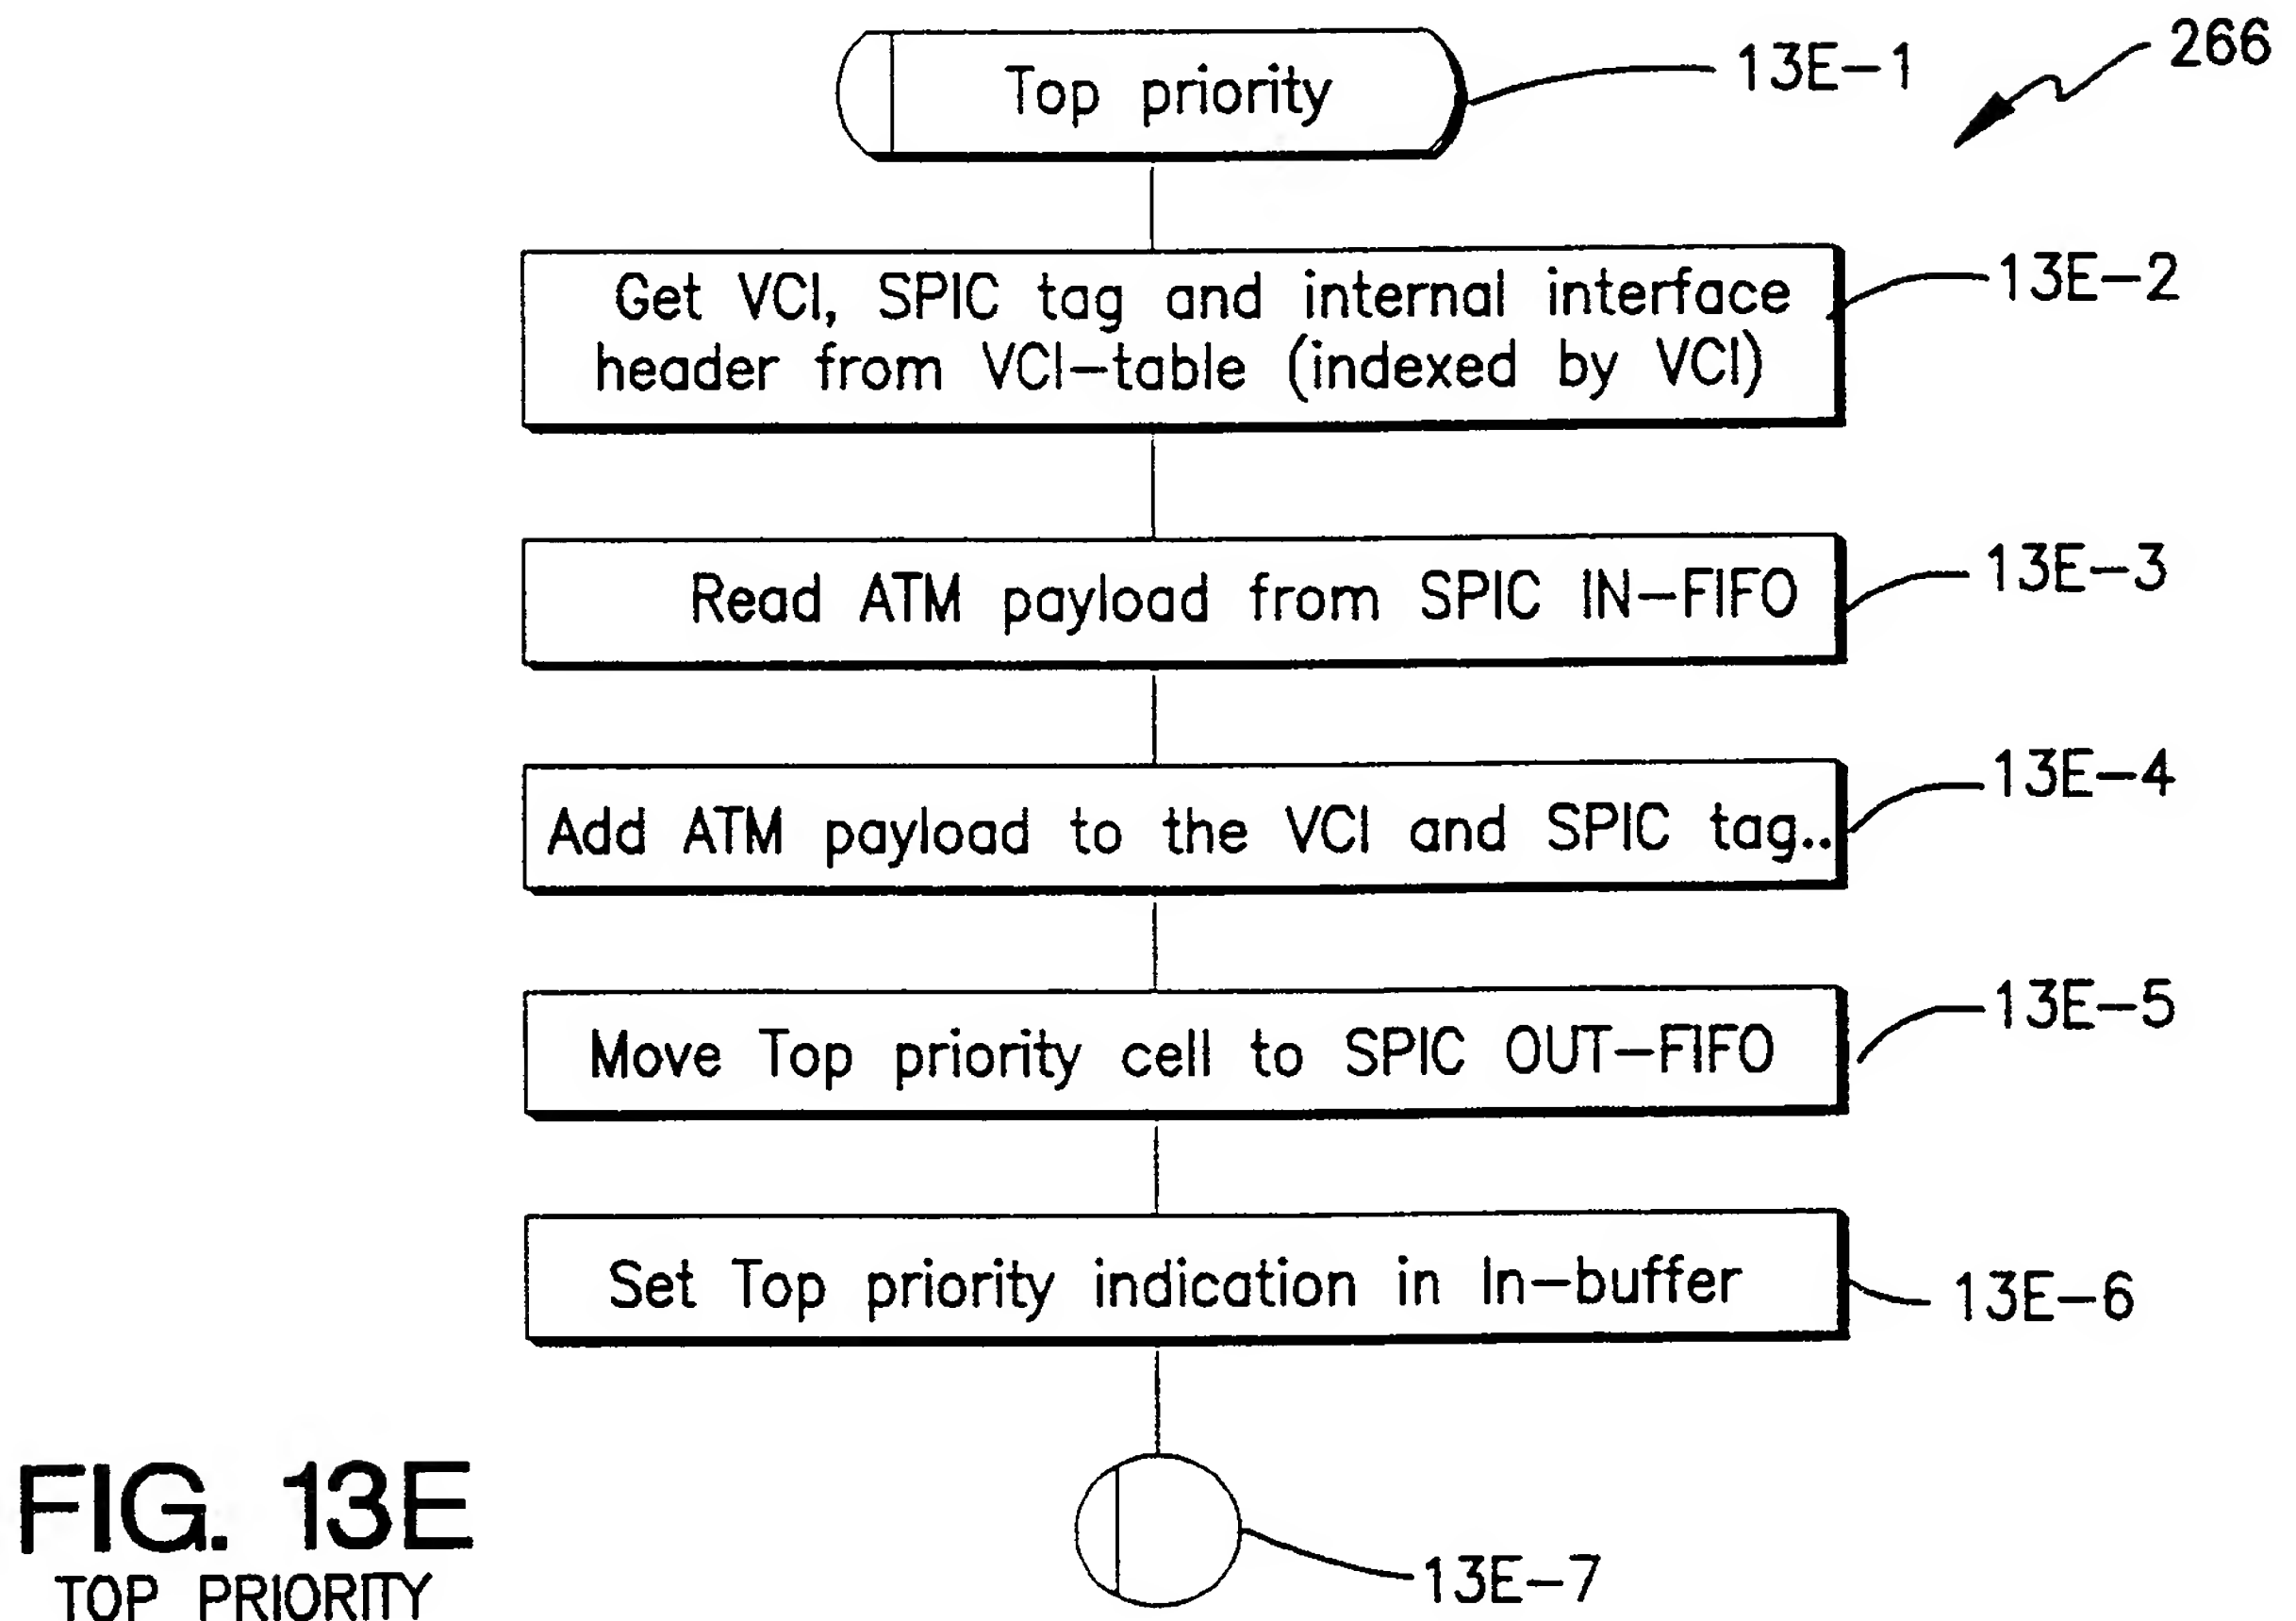 266
Top priority
13E-1
Get VCI, SPIC tag and internal interface
header from VCI-table (indexed by VCI)
13E-2
Read ATM payload from SPIC IN-FIFO
13E-3
Add ATM payload to the VCI and SPIC tag..
13E-4
Move Top priority cell to SPIC OUT-FIFO
13E-5
Set Top priority indication in In-buffer
13E-6
13E-7
FIG. 13E
TOP PRIORITY